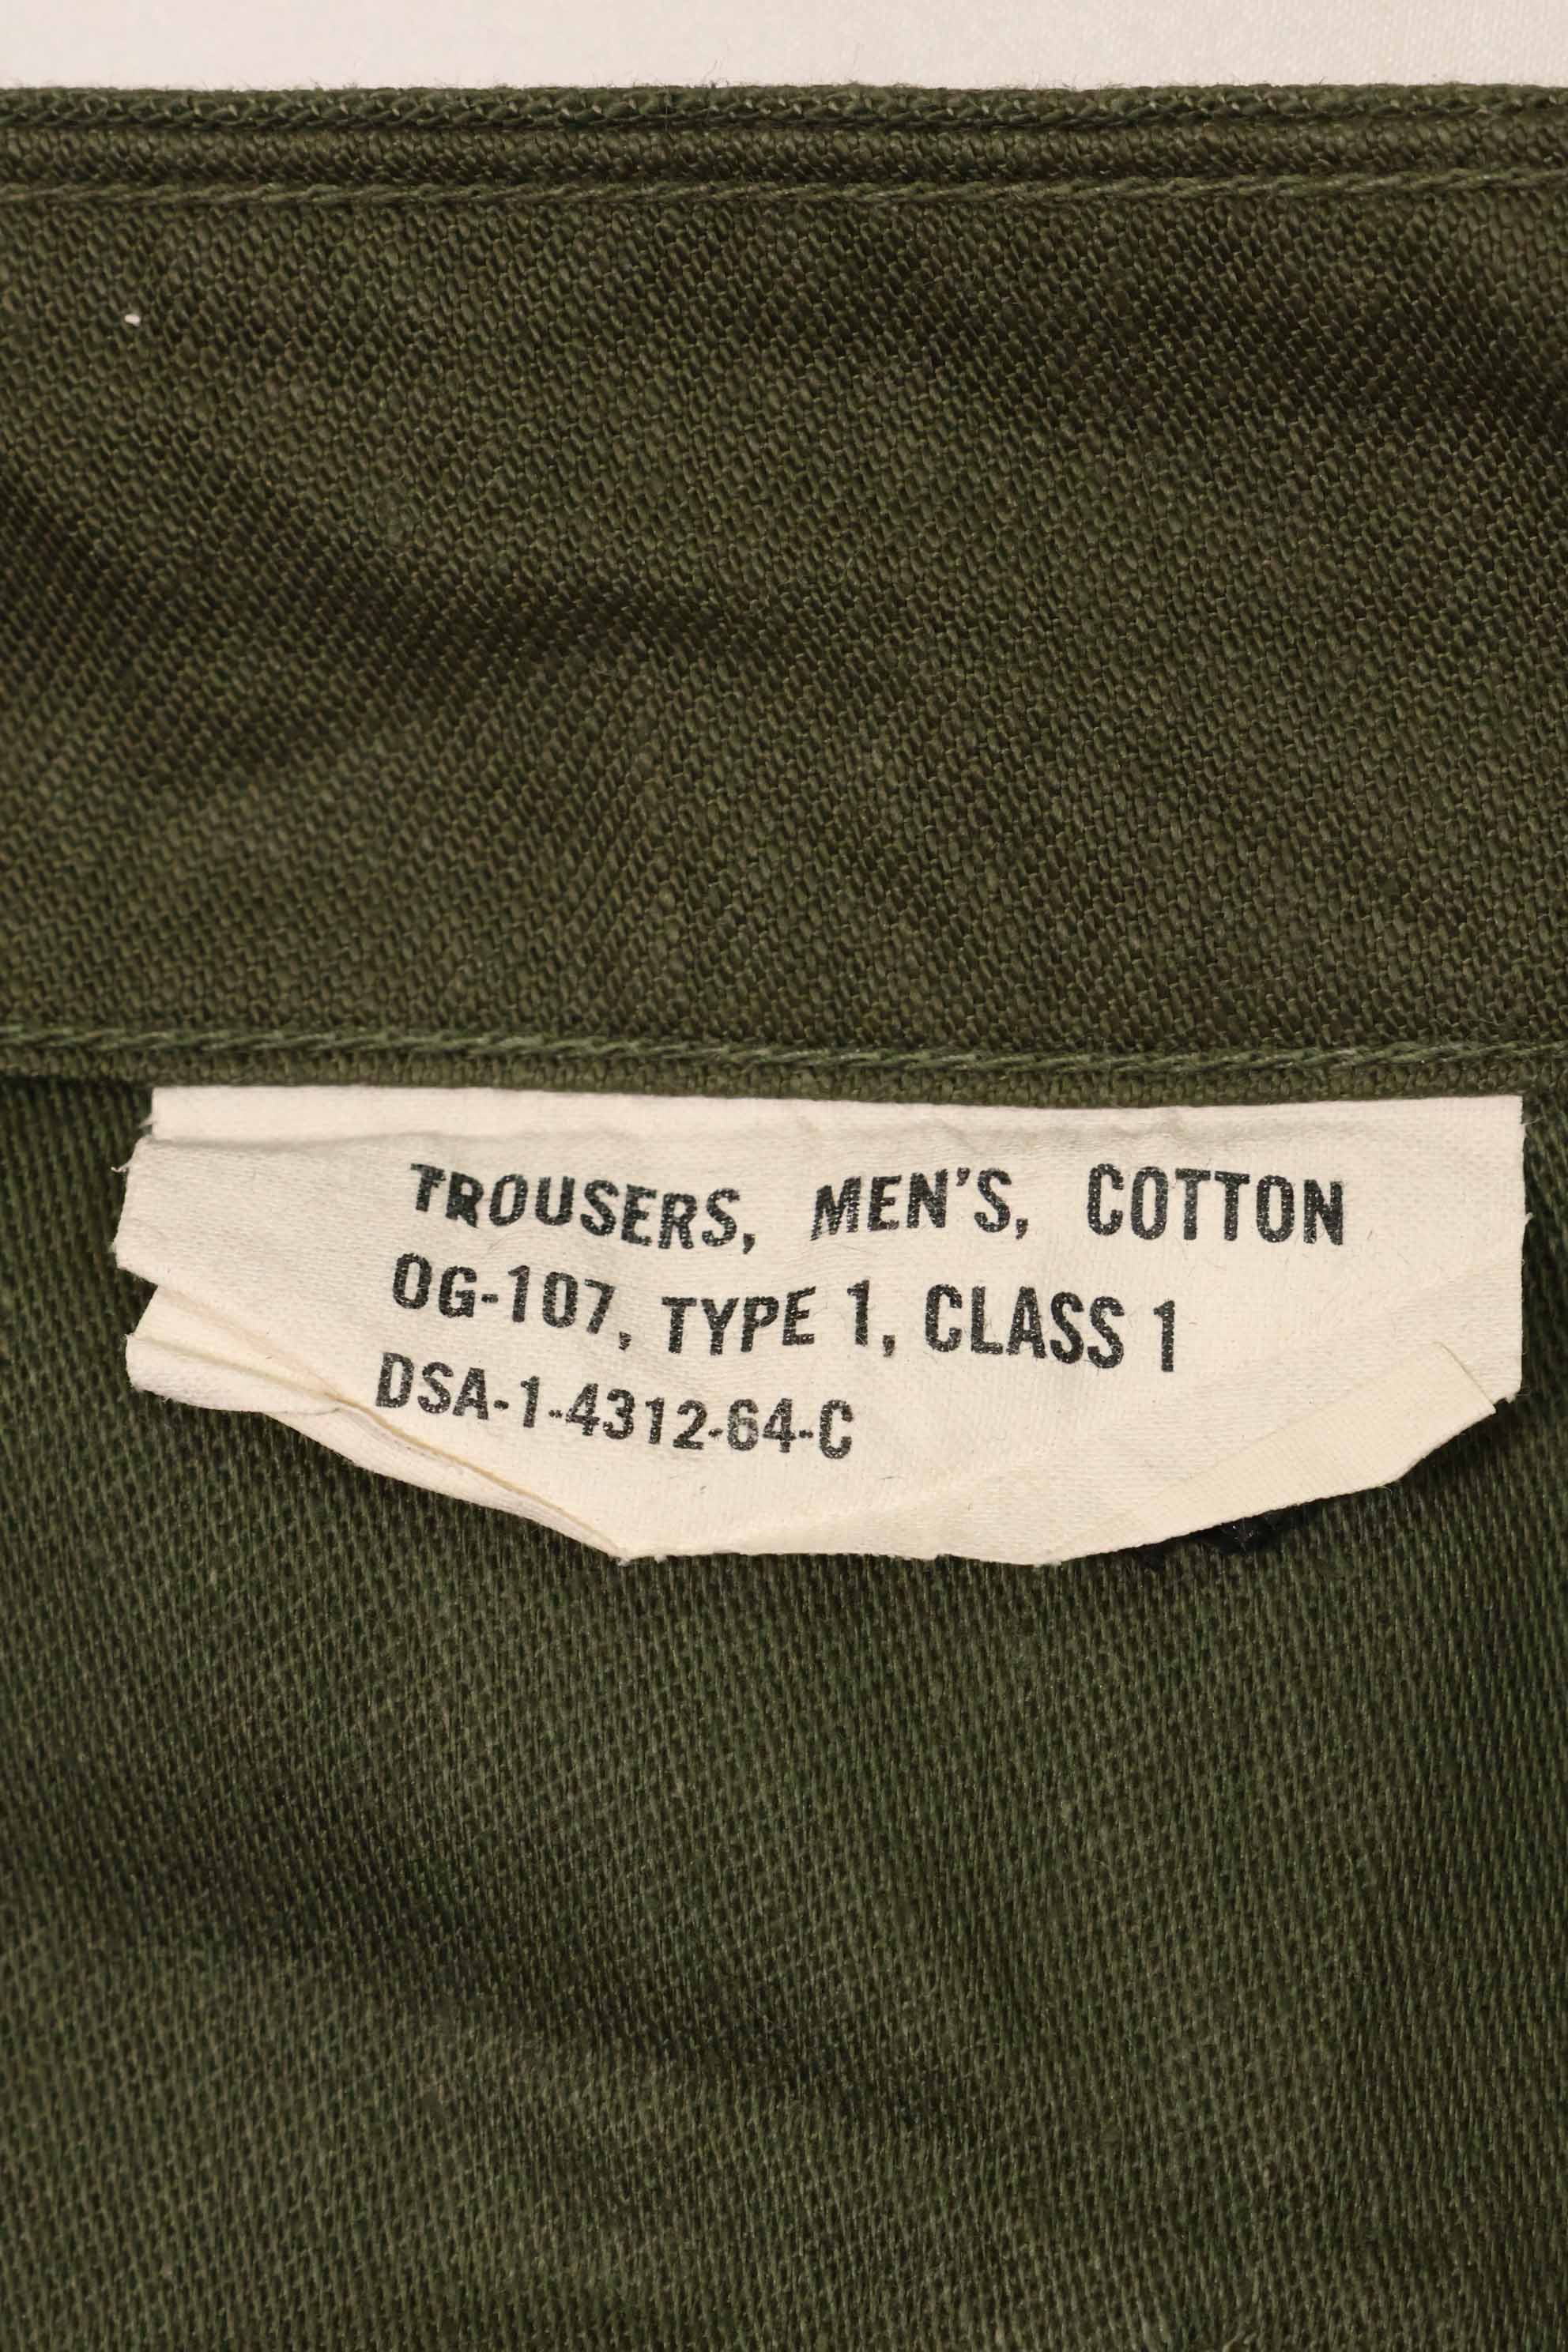 TROUSERS, MEN'S, COTTON
OG-107, TYPE 1, CLASS 1
DSA-1-4312-64-C